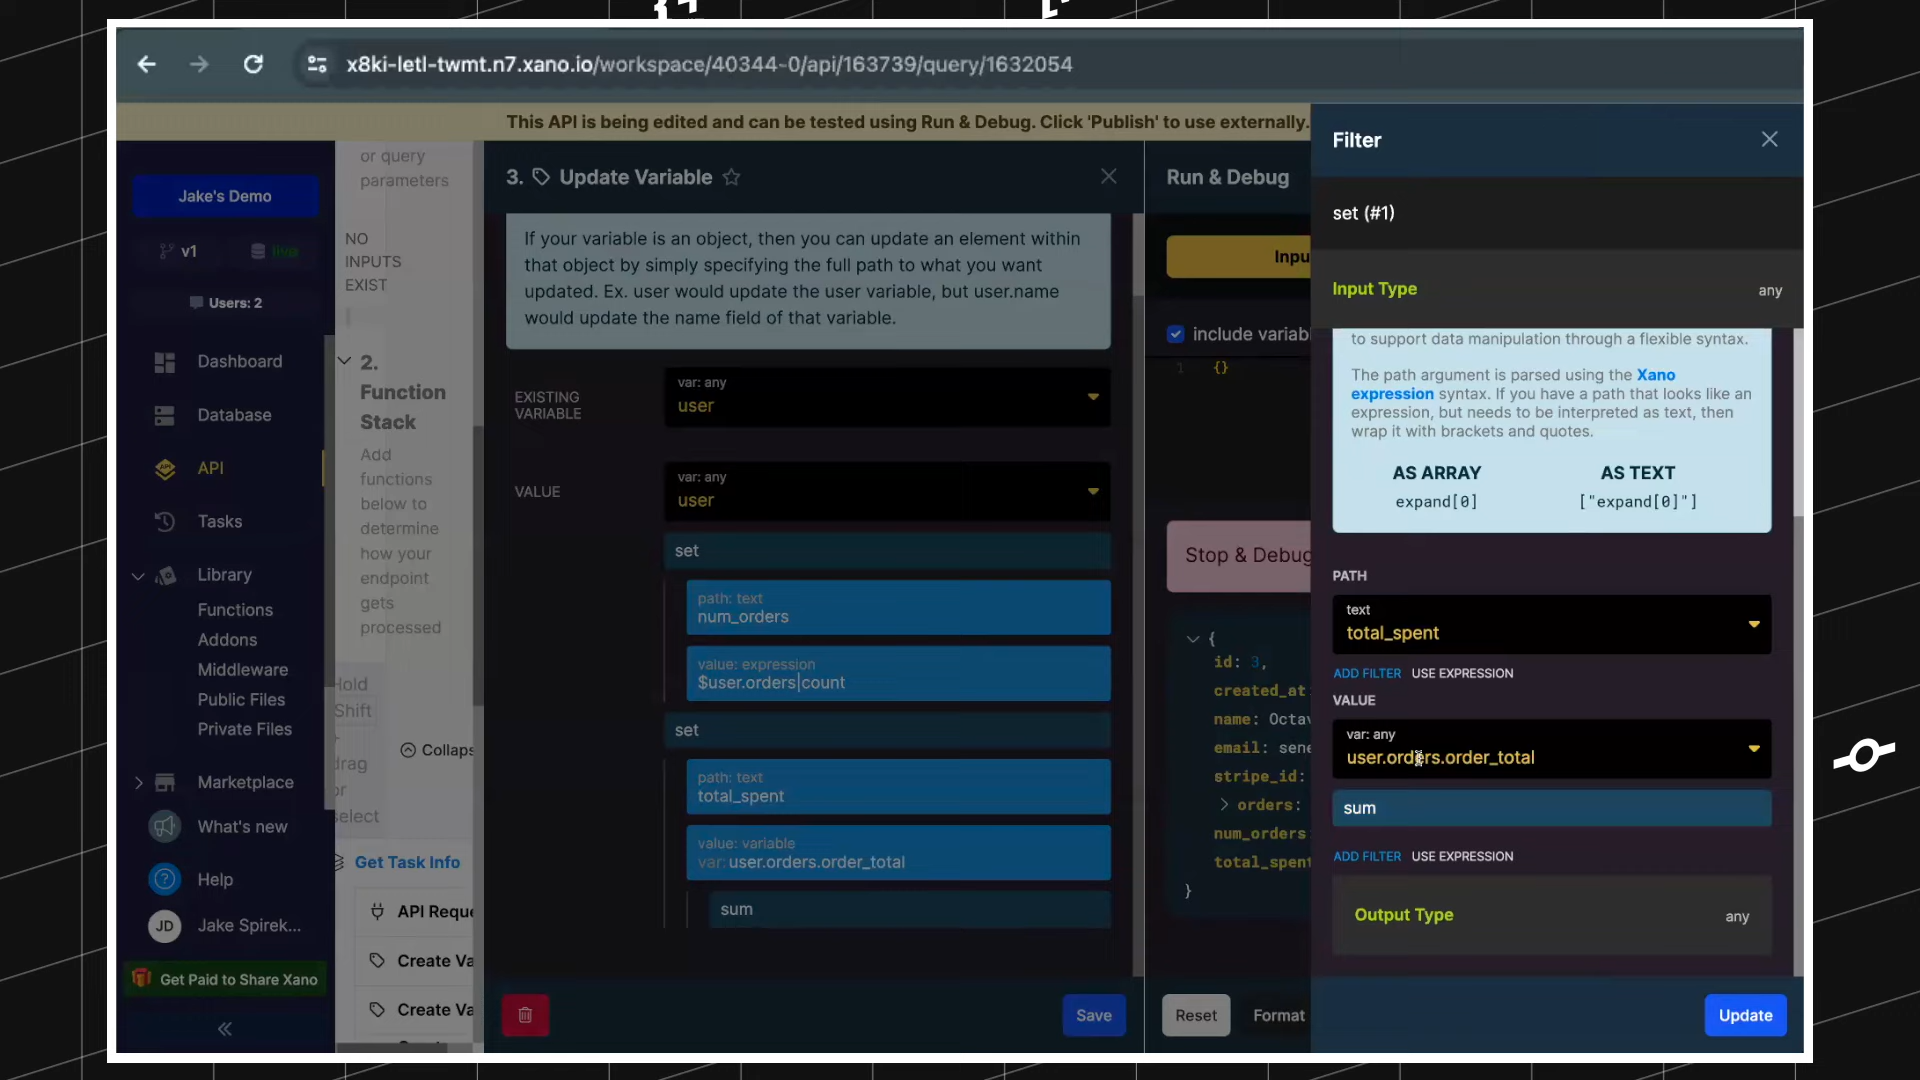 x8ki-letl-twmt.n7.xano.io/workspace/40344-0/api/163739/query/1632054
This API is being edited and can be tested using Run & Debug. Click 'Publish' to use externally.
Jake's Demo
v1
live
Users: 2
Dashboard
Database
API
Tasks
Library
Functions
Addons
Middleware
Public Files
Private Files
Marketplace
What's new
Help
JD
Jake Spirek...
Get Paid to Share Xano
or query
parameters
NO
INPUTS
EXIST
2.
Function
Stack
Add
functions
below to
determine
how your
endpoint
gets
processed
Hold
Shift
+
drag
or
select
Collaps
Get Task Info
API Reque
Create Va
Create Va
3. Update Variable
If your variable is an object, then you can update an element within
that object by simply specifying the full path to what you want
updated. Ex. user would update the user variable, but user.name
would update the name field of that variable.
EXISTING
VARIABLE
var: any
user
VALUE
var: any
user
set
path: text
num_orders
value: expression
$user.orders|count
set
path: text
total_spent
value: variable
var: user.orders.order_total
sum
Save
Run & Debug
Inpu
include variabl
1 {}
Stop & Debug
{
id: 3,
created_at
name: Octav
email: sene
stripe_id:
orders:
num_orders
total_spent
}
Reset
Format
Filter
set (#1)
Input Type
any
to support data manipulation through a flexible syntax.
The path argument is parsed using the Xano
expression syntax. If you have a path that looks like an
expression, but needs to be interpreted as text, then
wrap it with brackets and quotes.
AS ARRAY
AS TEXT
expand[0]
["expand[0]"]
PATH
text
total_spent
ADD FILTER USE EXPRESSION
VALUE
var: any
user.orders.order_total
sum
ADD FILTER USE EXPRESSION
Output Type
any
Update